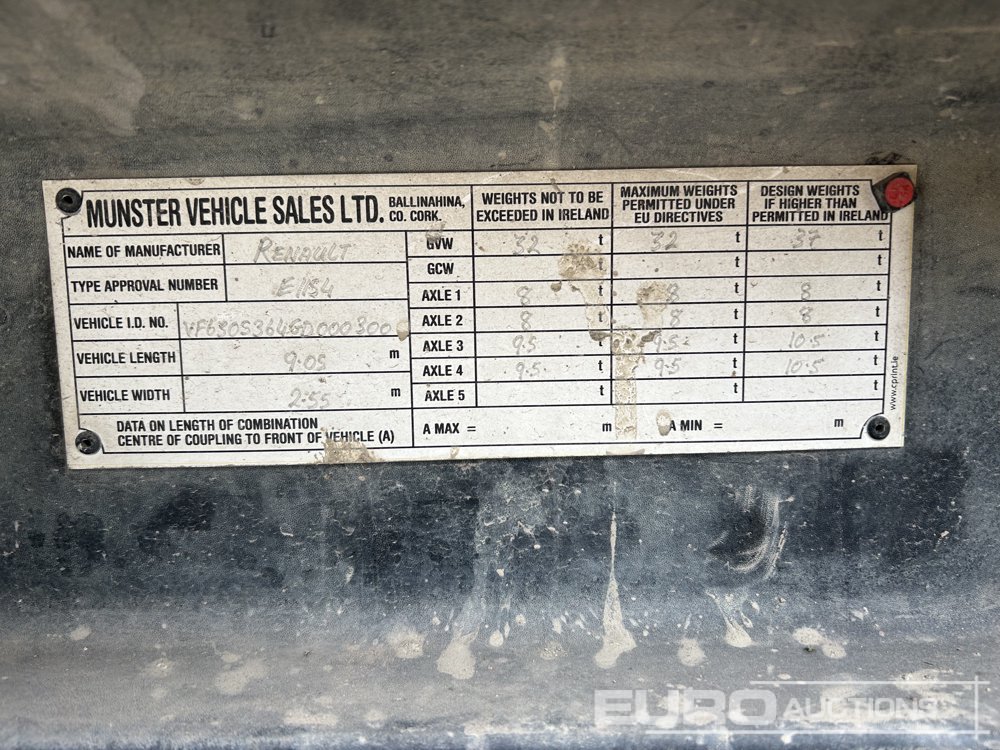 MUNSTER VEHICLE SALES LTD. BALLINAHINA, CO. CORK.
WEIGHTS NOT TO BE EXCEEDED IN IRELAND
MAXIMUM WEIGHTS PERMITTED UNDER EU DIRECTIVES
DESIGN WEIGHTS IF HIGHER THAN PERMITTED IN IRELAND
NAME OF MANUFACTURER RENAULT
TYPE APPROVAL NUMBER E1154
VEHICLE I.D. NO.
VEHICLE LENGTH 9.05 m
VEHICLE WIDTH 2.55 m
GVW 32 t 32 t 37 t
GCW t t t
AXLE 1 8 t 8 t 8 t
AXLE 2 8 t 8 t 8 t
AXLE 3 9.5 t 9.5 t 10.5 t
AXLE 4 9.5 t 9.5 t 10.5 t
AXLE 5 t t t
DATA ON LENGTH OF COMBINATION
CENTRE OF COUPLING TO FRONT OF VEHICLE (A)
A MAX = m A MIN = m
www.cprint.ie
EURO AUCTIONS